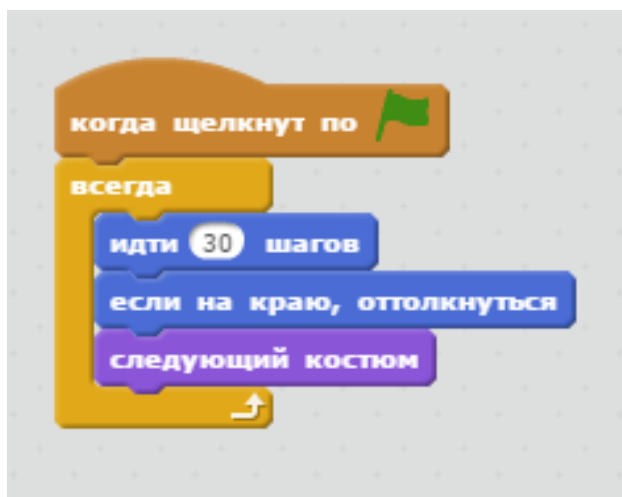 когда щелкнут по
всегда
идти 30 шагов
если на краю, оттолкнуться
следующий костюм